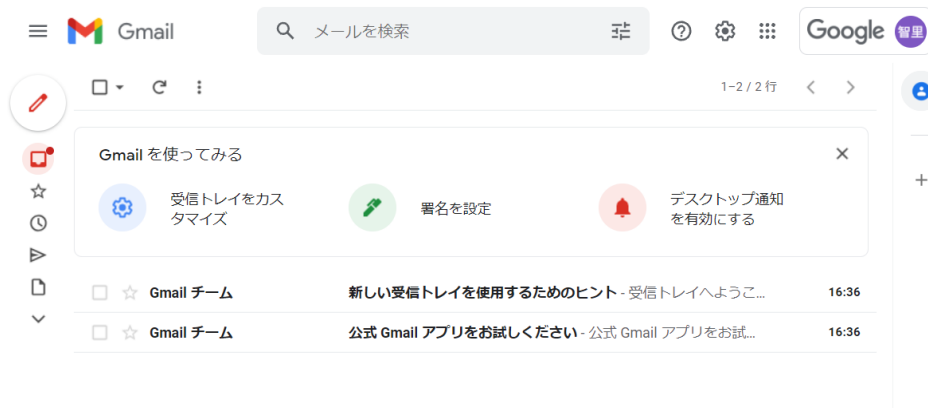 Gmail
メールを検索
Google
智里
1–2 / 2 行
Gmail を使ってみる
受信トレイをカス
タマイズ
署名を設定
デスクトップ通知
を有効にする
Gmail チーム 新しい受信トレイを使用するためのヒント - 受信トレイへようこ... 16:36
Gmail チーム 公式 Gmail アプリをお試しください - 公式 Gmail アプリをお試... 16:36